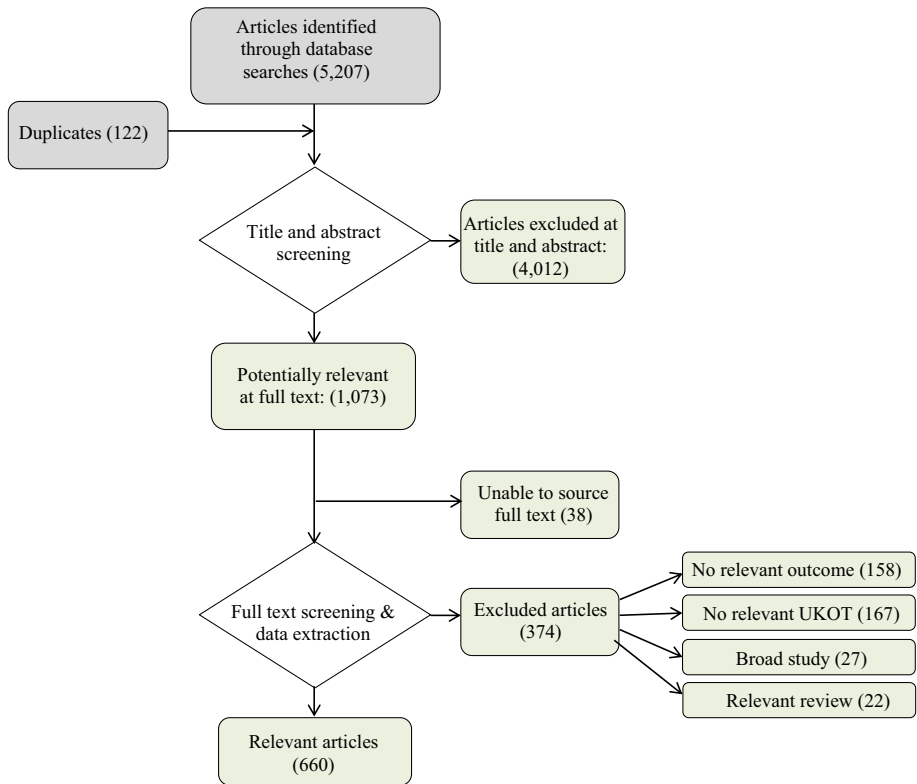 Articles identified
through database
searches (5,207)
Duplicates (122)
Title and abstract
screening
Articles excluded at
title and abstract:
(4,012)
Potentially relevant
at full text: (1,073)
Unable to source
full text (38)
Full text screening &
data extraction
Excluded articles
(374)
No relevant outcome (158)
No relevant UKOT (167)
Broad study (27)
Relevant review (22)
Relevant articles
(660)